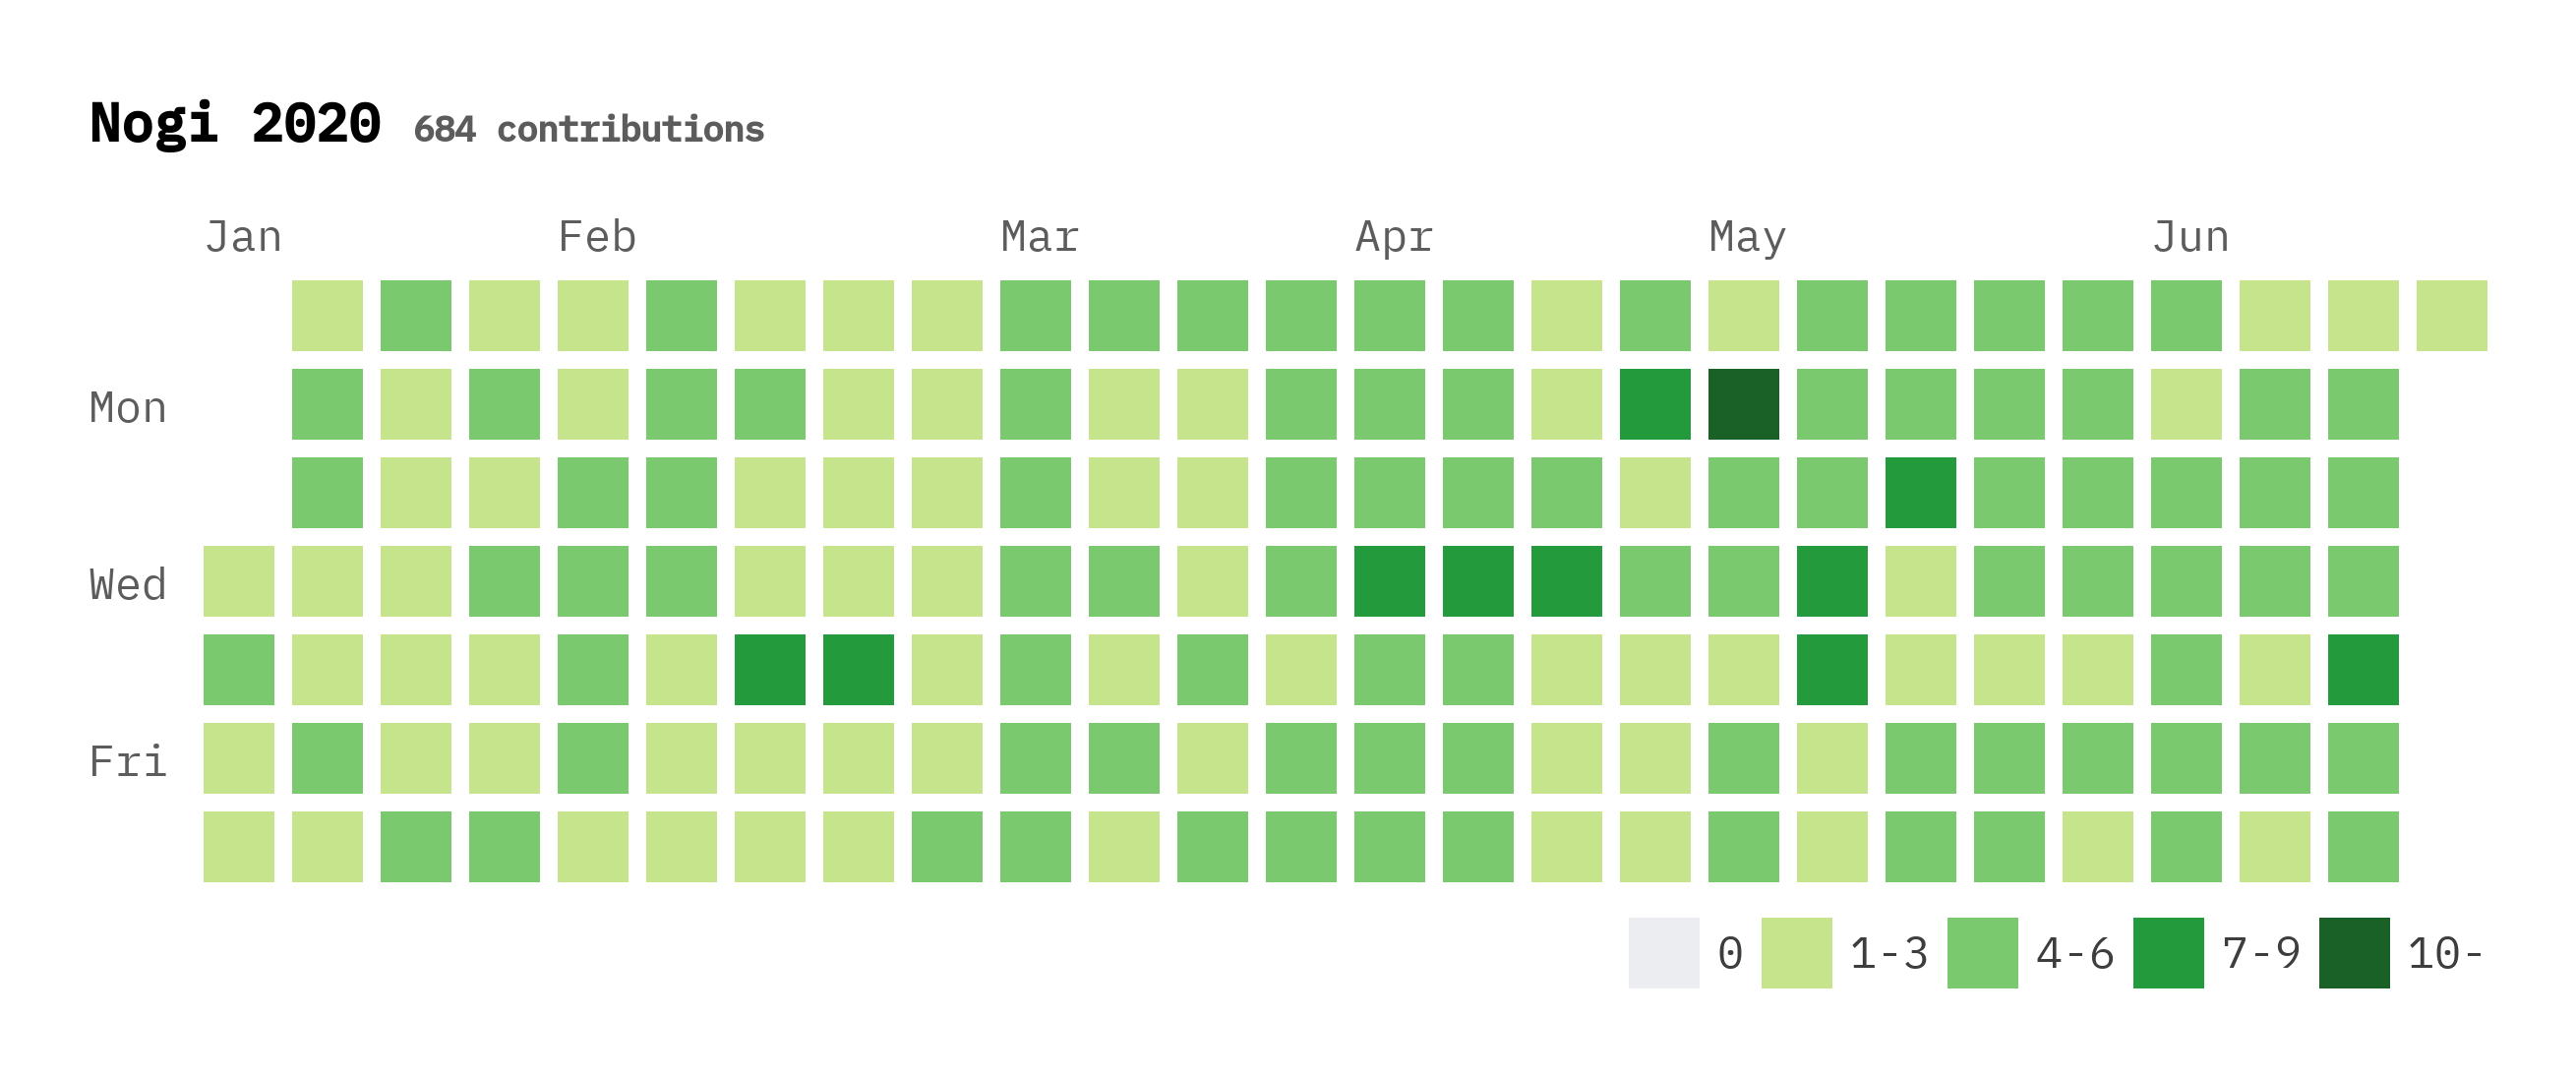 Nogi 2020 684 contributions
Jan Feb Mar Apr May Jun
Mon
Wed
Fri
0 1-3 4-6 7-9 10-